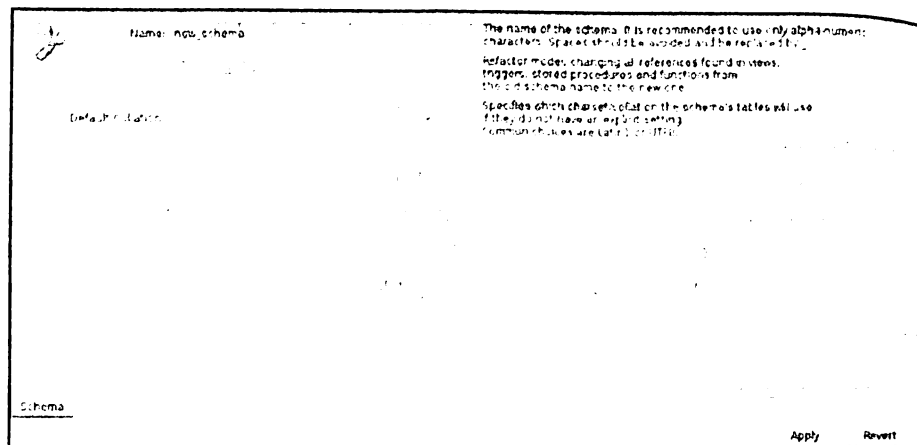 Name: new_schema
The name of the schema. It is recommended to use only alpha-numeric
characters. Spaces should be avoided and be replaced by _
Refactor model, changing all references found in views,
triggers, stored procedures and functions from
the old schema name to the new one.
Default Collation
Specifies which charset/collation the schema's tables will use
if they do not have an explicit setting.
Common choices are Latin1 or UTF8.
Schema
Apply Revert